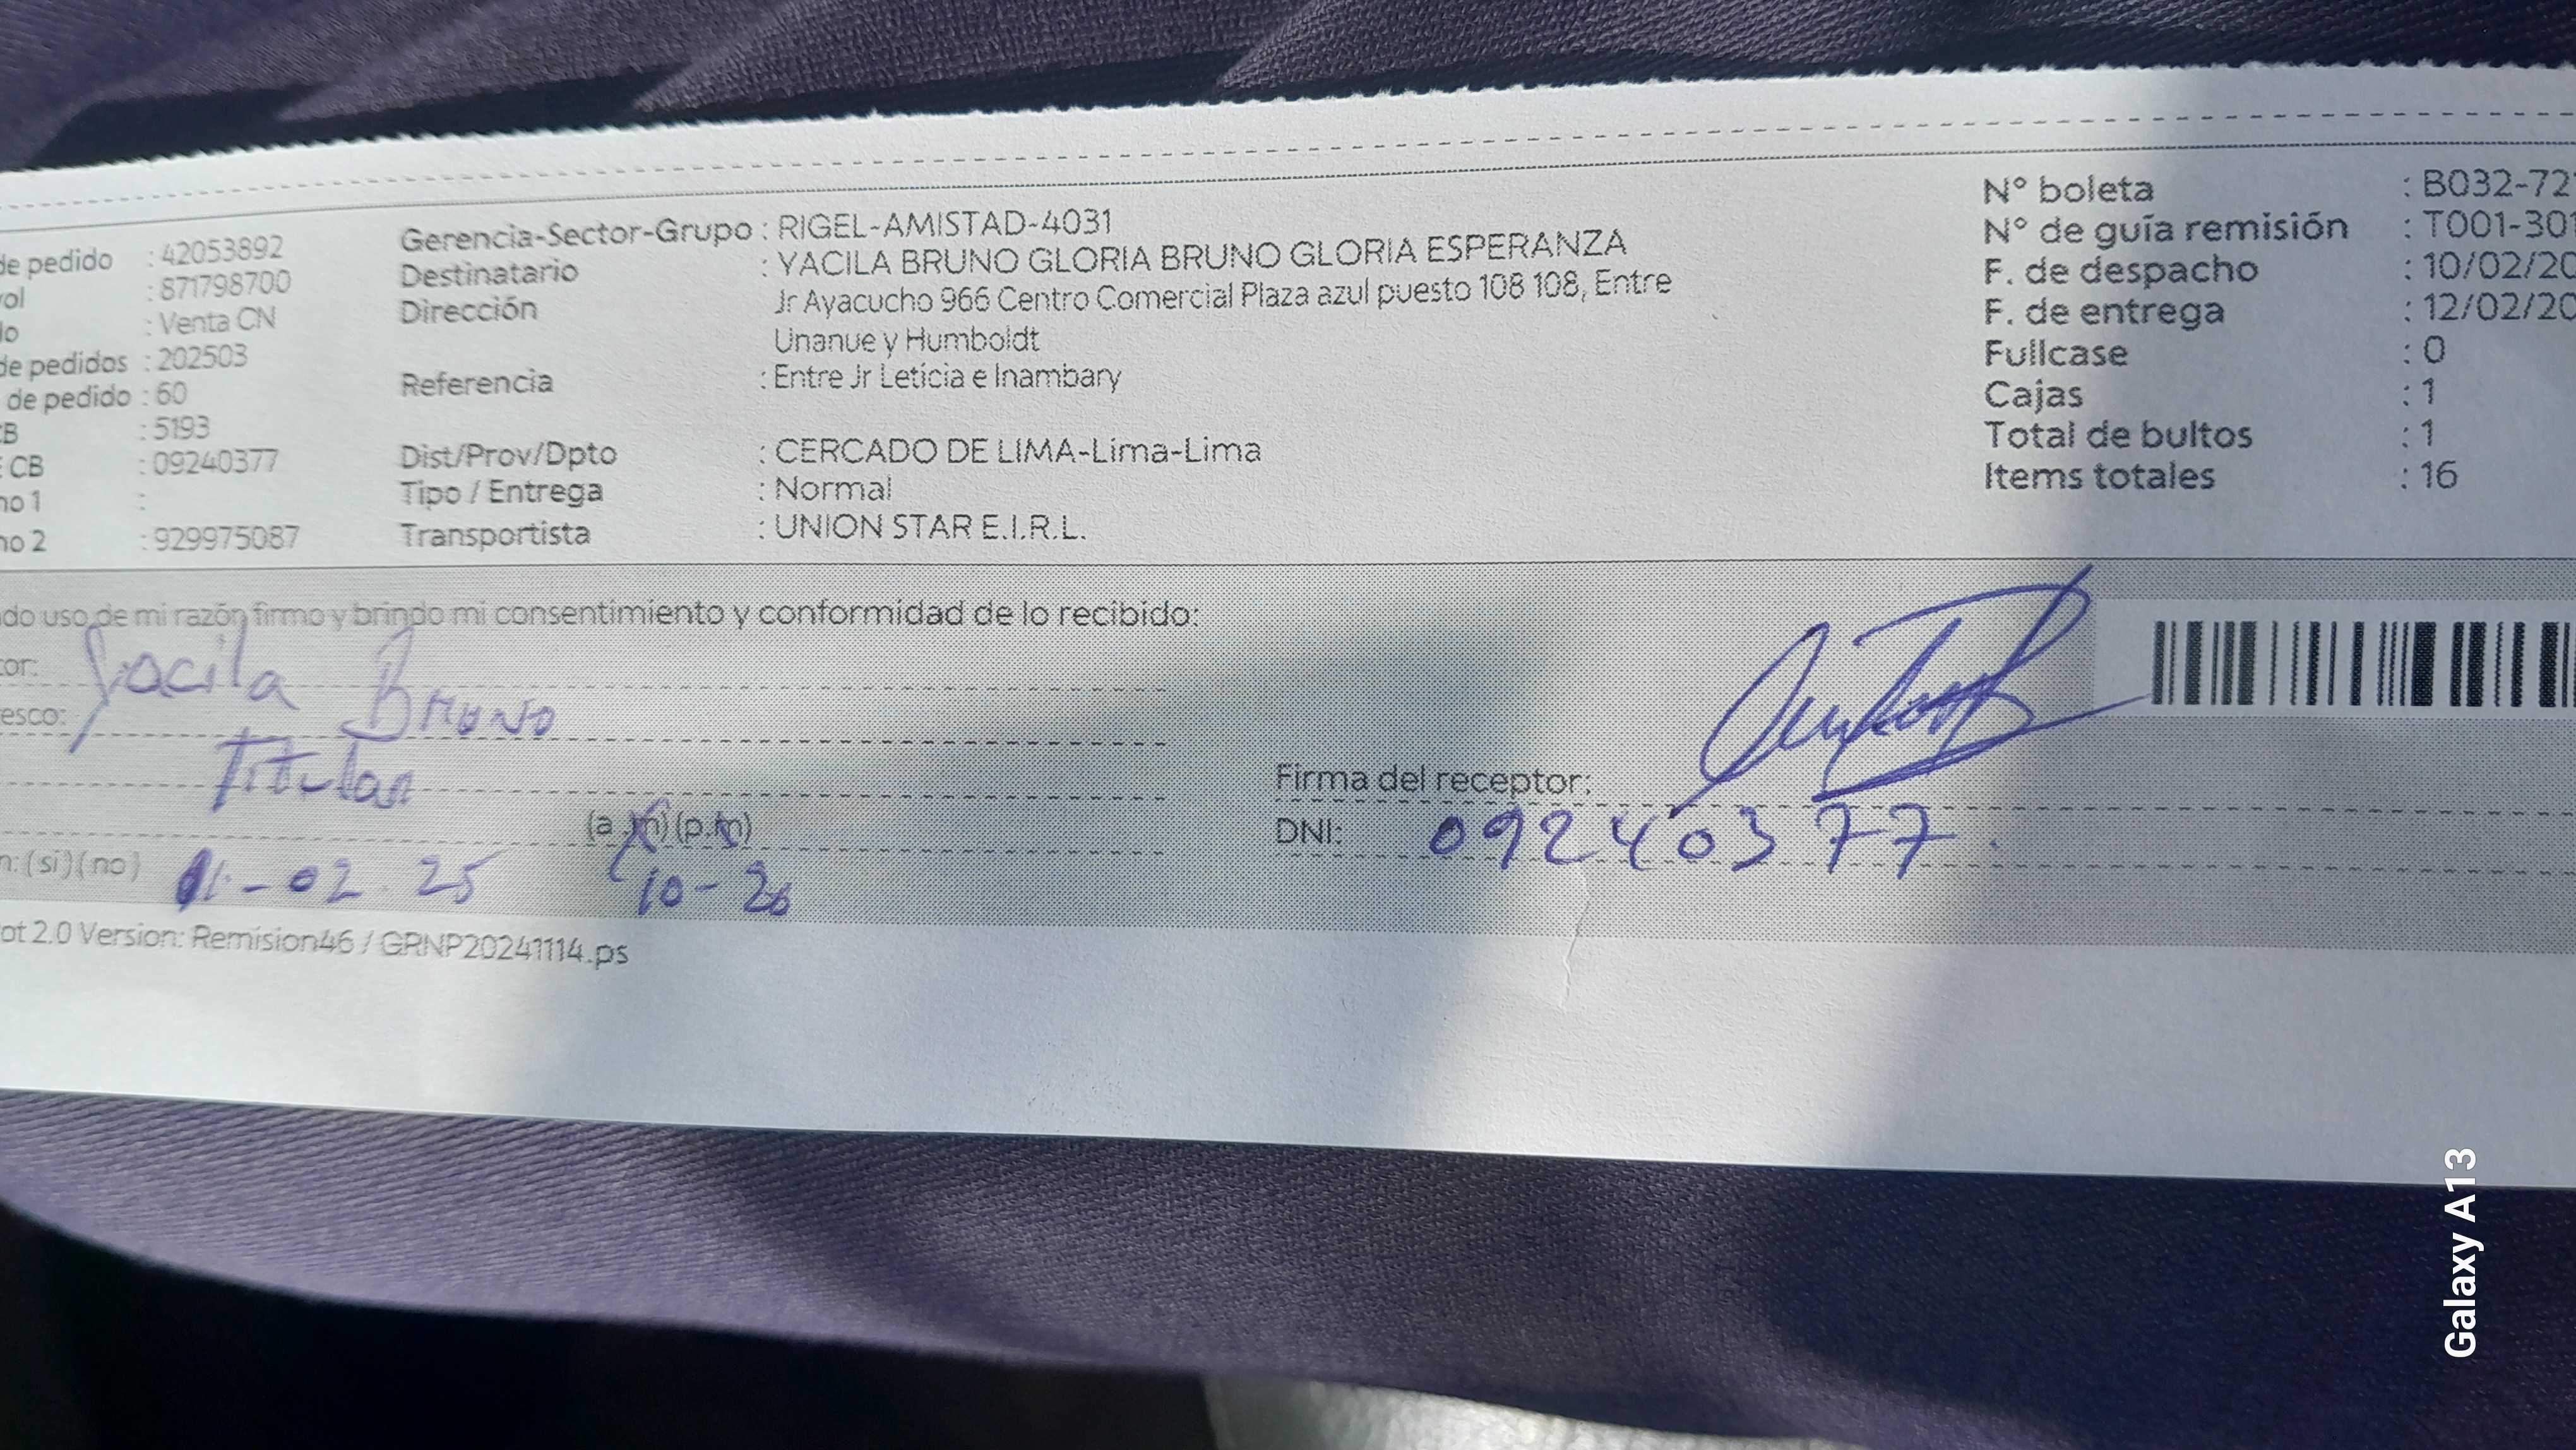 de pedido : 42053892
: 871798700
: Venta CN
de pedidos : 202503
de pedido : 60
CB : 5193
CB : 09240377
no 1 :
no 2 : 929975087
Gerencia-Sector-Grupo : RIGEL-AMISTAD-4031
Destinatario : YACILA BRUNO GLORIA BRUNO GLORIA ESPERANZA
Dirección Jr Ayacucho 966 Centro Comercial Plaza azul puesto 108 108, Entre
Unanue y Humboldt
Referencia : Entre Jr Leticia e Inambary
Dist/Prov/Dpto : CERCADO DE LIMA-Lima-Lima
Tipo / Entrega : Normal
Transportista : UNION STAR E.I.R.L.
N° boleta : B032-72
N° de guía remisión : T001-301
F. de despacho : 10/02/20
F. de entrega : 12/02/20
Fullcase : 0
Cajas : 1
Total de bultos : 1
Items totales : 16
do uso de mi razón firmo y brindo mi consentimiento y conformidad de lo recibido:
tor: Yacila Bruno
esco: Titular
(a.m) (p.m)
n: (si) (no) 11-02-25 10-26
Firma del receptor:
DNI: 09240377.
ot 2.0 Version: Remision46 / GRNP20241114.ps
Galaxy A13